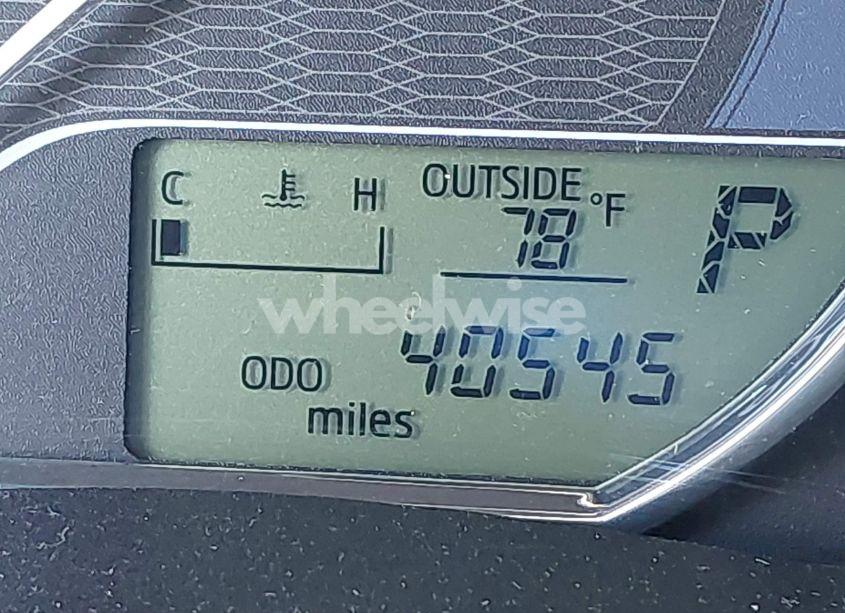 C H
OUTSIDE
78 °F
P
wheelwise
ODO 40545
miles